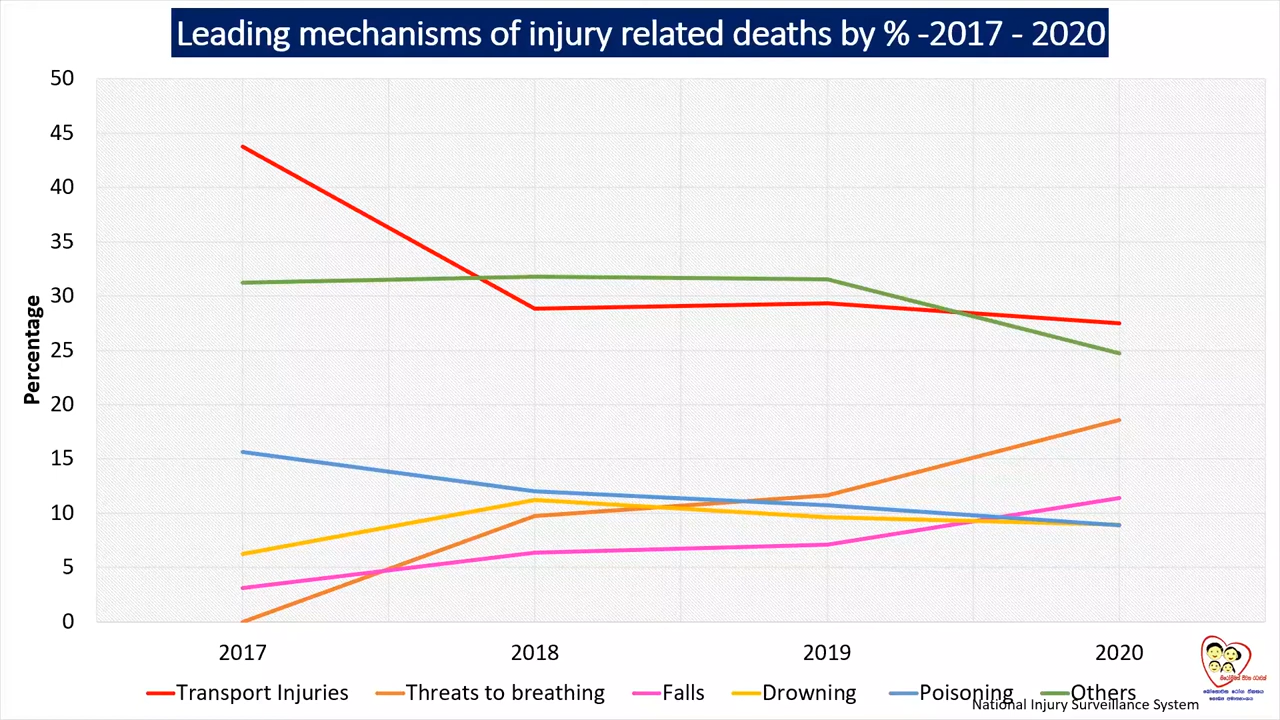 Leading mechanisms of injury related deaths by % -2017 - 2020
50
45
40
35
30
25
20
15
10
5
0
Percentage
2017 2018 2019 2020
Transport Injuries Threats to breathing Falls Drowning Poisoning Others
National Injury Surveillance System